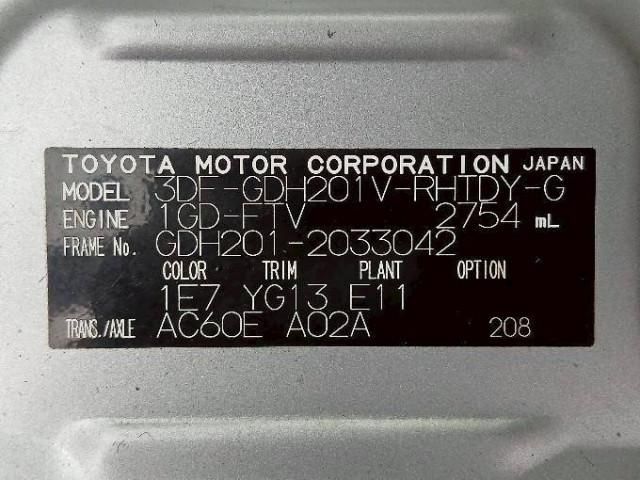 TOYOTA MOTOR CORPORATION JAPAN
MODEL 3DF-GDH201V-RHTDY-G
ENGINE 1GD-FTV 2754 mL
FRAME No. GDH201-2033042
COLOR TRIM PLANT OPTION
1E7 YG13 E11
TRANS./AXLE AC60E A02A 208